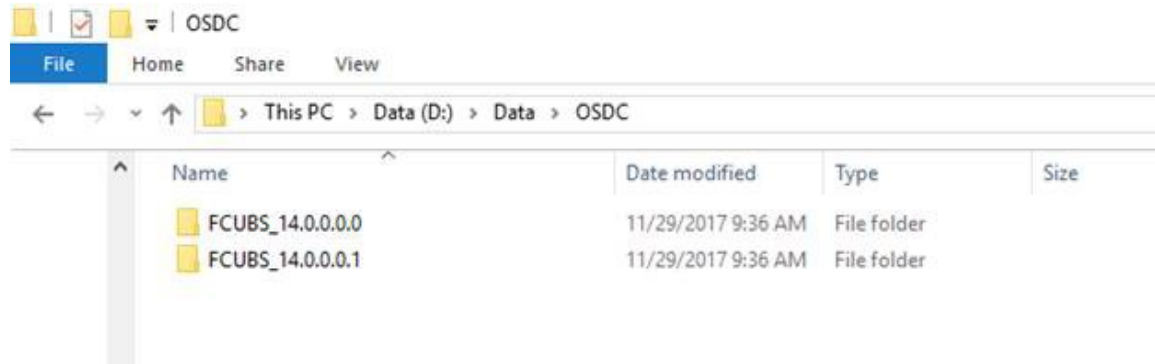 OSDC
File Home Share View
This PC > Data (D:) > Data > OSDC
Name Date modified Type Size
FCUBS_14.0.0.0.0 11/29/2017 9:36 AM File folder
FCUBS_14.0.0.0.1 11/29/2017 9:36 AM File folder